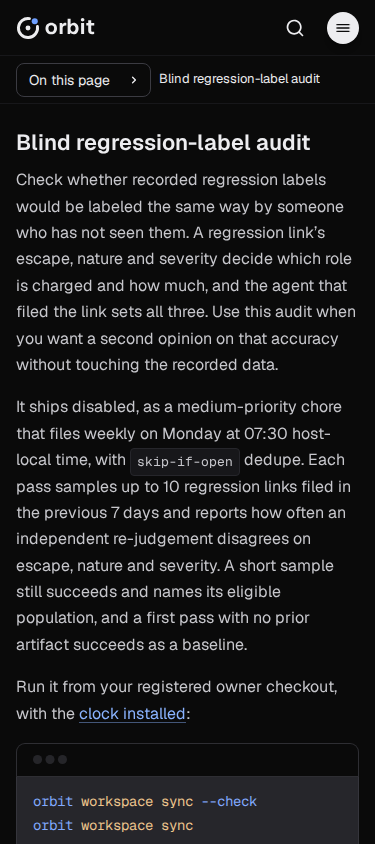 orbit
On this page
Blind regression-label audit
Blind regression-label audit
Check whether recorded regression labels
would be labeled the same way by someone
who has not seen them. A regression link's
escape, nature and severity decide which role
is charged and how much, and the agent that
filed the link sets all three. Use this audit when
you want a second opinion on that accuracy
without touching the recorded data.
It ships disabled, as a medium-priority chore
that files weekly on Monday at 07:30 host-
local time, with skip-if-open dedupe. Each
pass samples up to 10 regression links filed in
the previous 7 days and reports how often an
independent re-judgement disagrees on
escape, nature and severity. A short sample
still succeeds and names its eligible
population, and a first pass with no prior
artifact succeeds as a baseline.
Run it from your registered owner checkout,
with the clock installed:
orbit workspace sync --check
orbit workspace sync